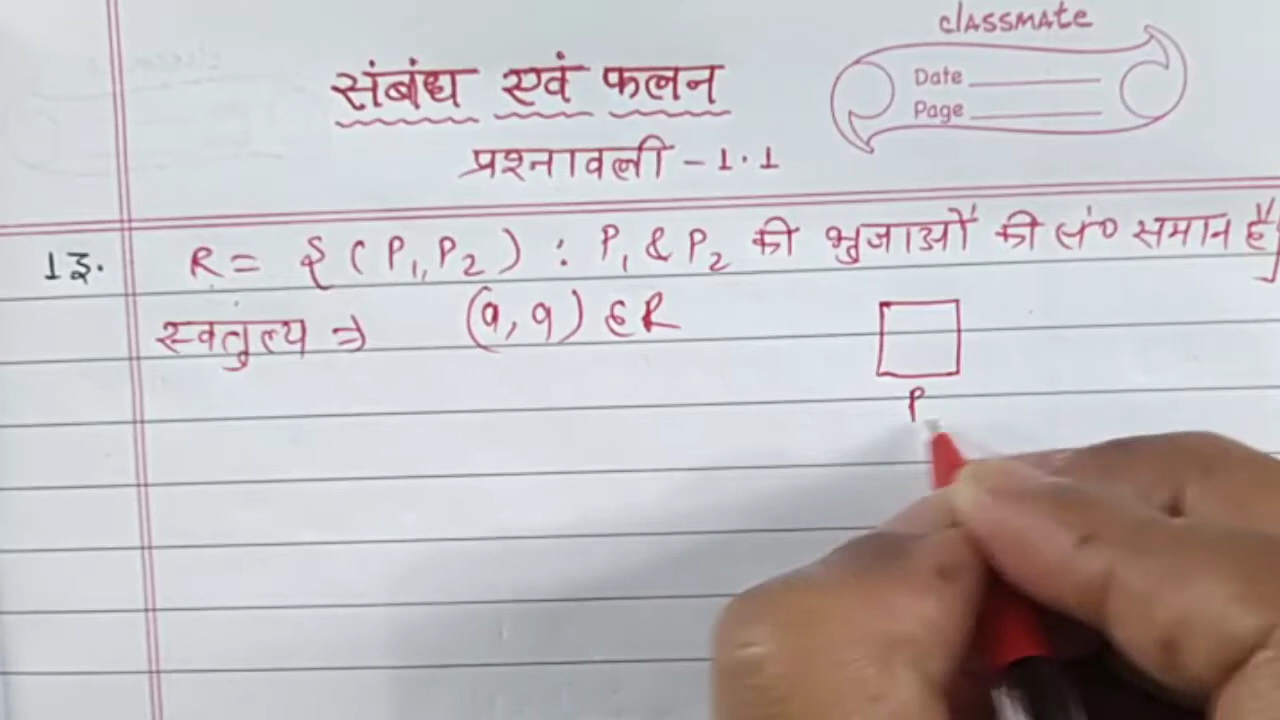 classmate
Date
Page
संबंध एवं फलन
प्रश्नावली - 1.1
13. R = { (P₁, P₂) : P₁ & P₂ की भुजाओं की लं० समान हैं}
स्वतुल्य ⇒ (a, a) ∈ R
P